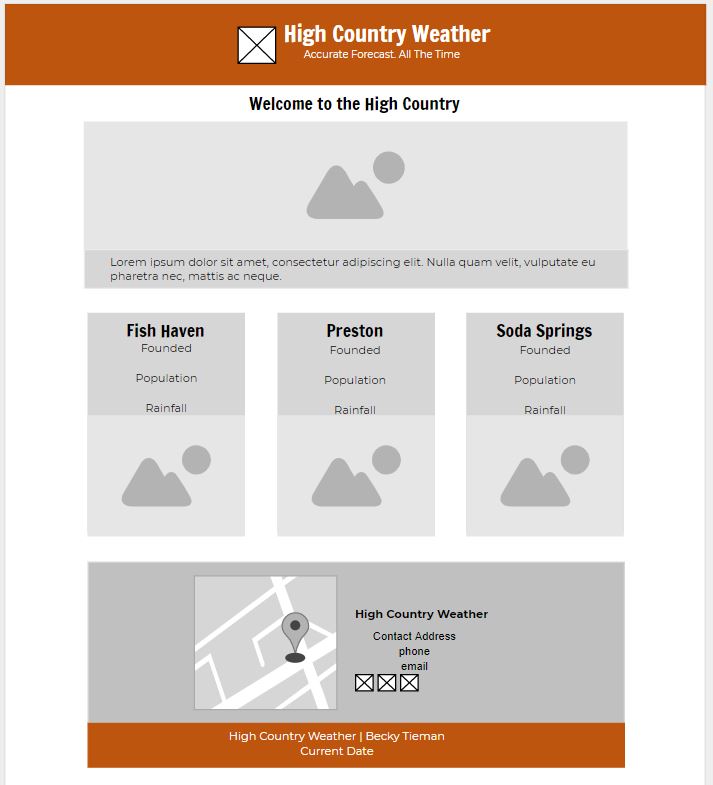 High Country Weather
Accurate Forecast. All The Time
Welcome to the High Country
Lorem ipsum dolor sit amet, consectetur adipiscing elit. Nulla quam velit, vulputate eu
pharetra nec, mattis ac neque.
Fish Haven
Founded
Population
Rainfall
Preston
Founded
Population
Rainfall
Soda Springs
Founded
Population
Rainfall
High Country Weather
Contact Address
phone
email
High Country Weather | Becky Tieman
Current Date